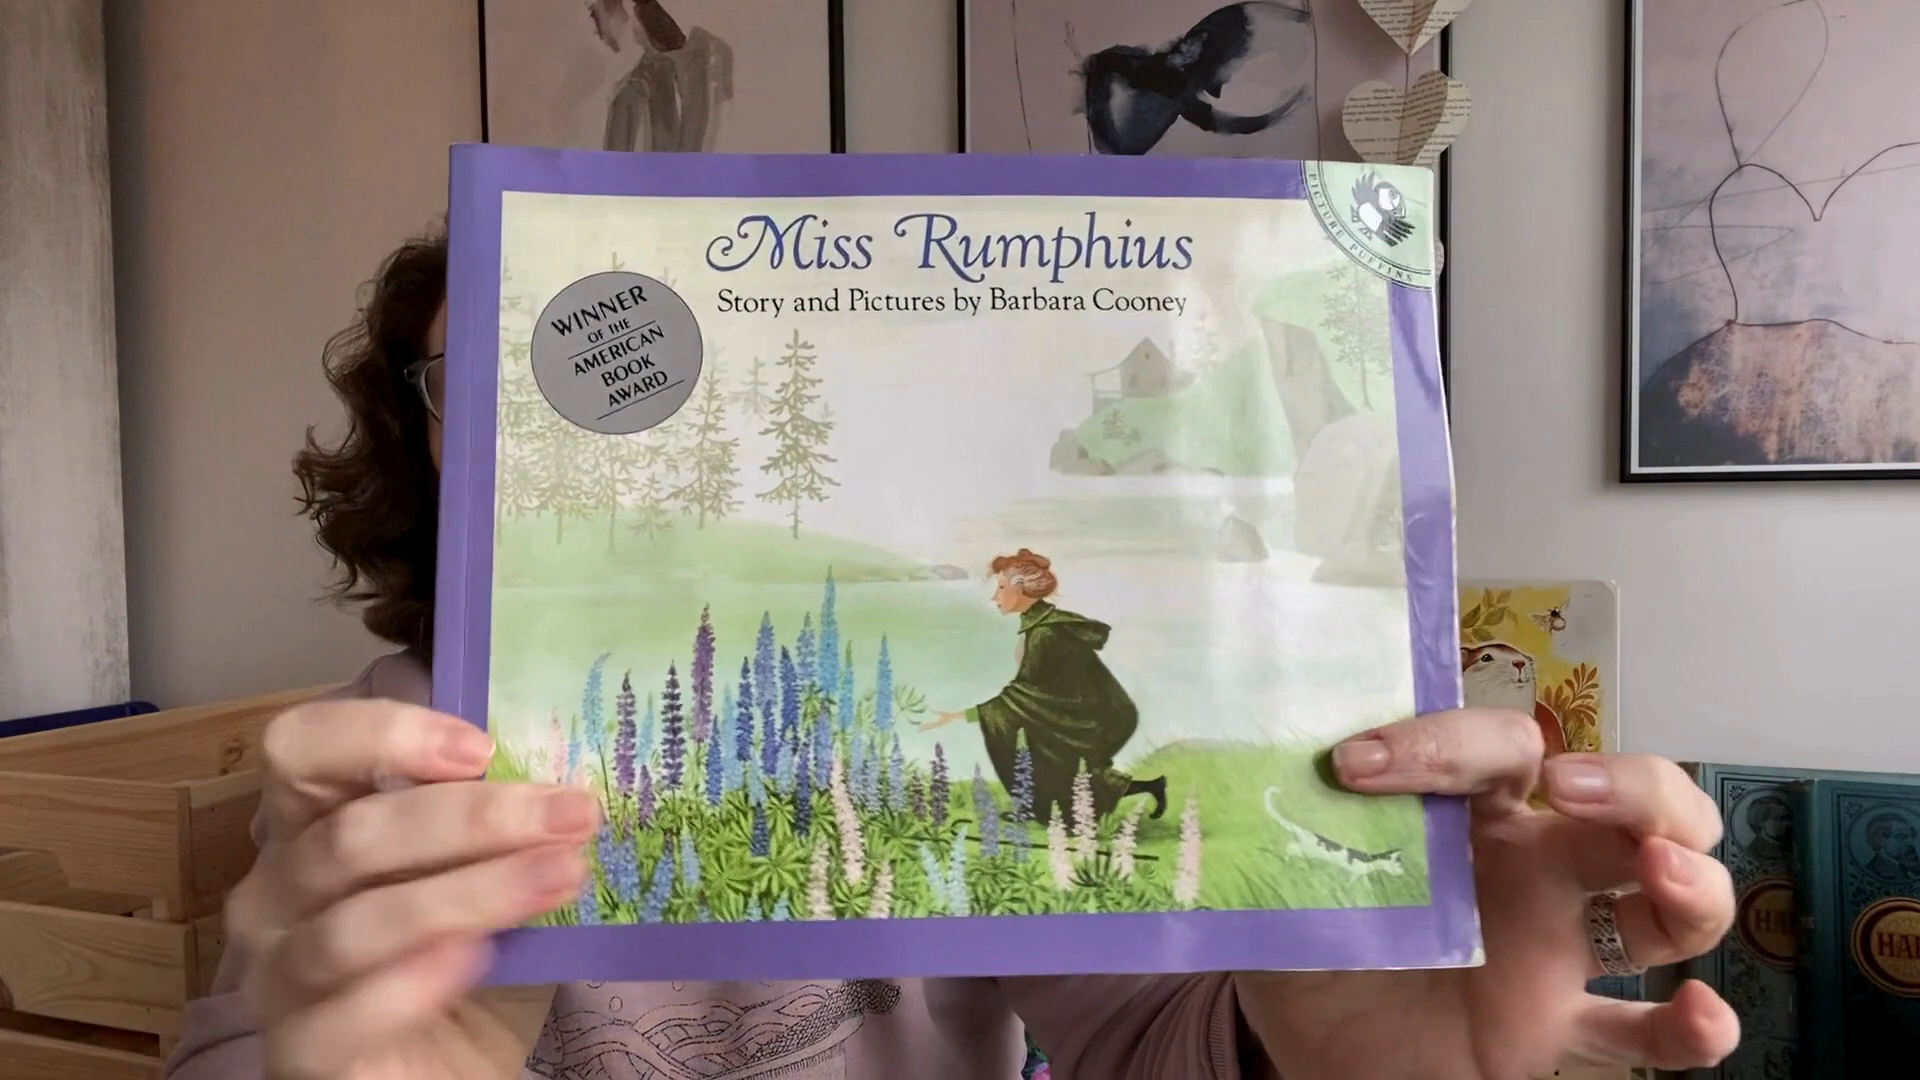 Miss Rumphius
Story and Pictures by Barbara Cooney
WINNER
OF THE
AMERICAN
BOOK
AWARD
PICTURE PUFFINS